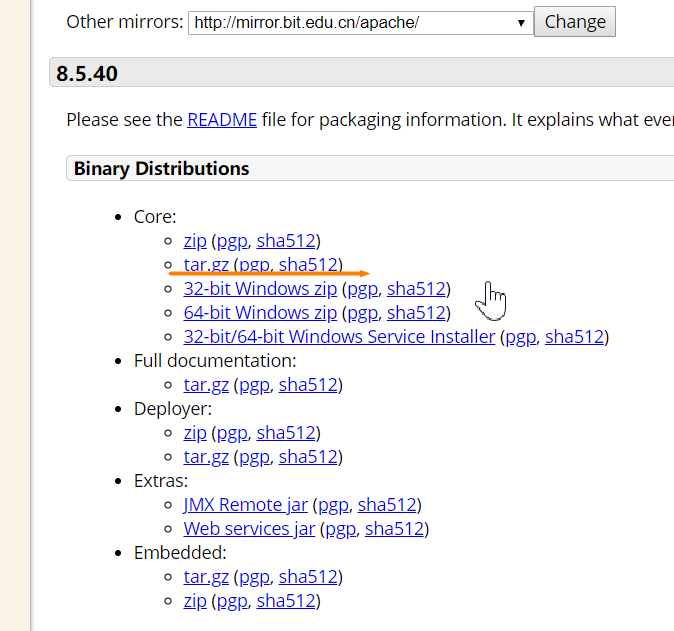 Other mirrors: http://mirror.bit.edu.cn/apache/ Change
8.5.40
Please see the README file for packaging information. It explains what
Binary Distributions
Core:
zip (pgp, sha512)
tar.gz (pgp, sha512)
32-bit Windows zip (pgp, sha512)
64-bit Windows zip (pgp, sha512)
32-bit/64-bit Windows Service Installer (pgp, sha512)
Full documentation:
tar.gz (pgp, sha512)
Deployer:
zip (pgp, sha512)
tar.gz (pgp, sha512)
Extras:
JMX Remote jar (pgp, sha512)
Web services jar (pgp, sha512)
Embedded:
tar.gz (pgp, sha512)
zip (pgp, sha512)